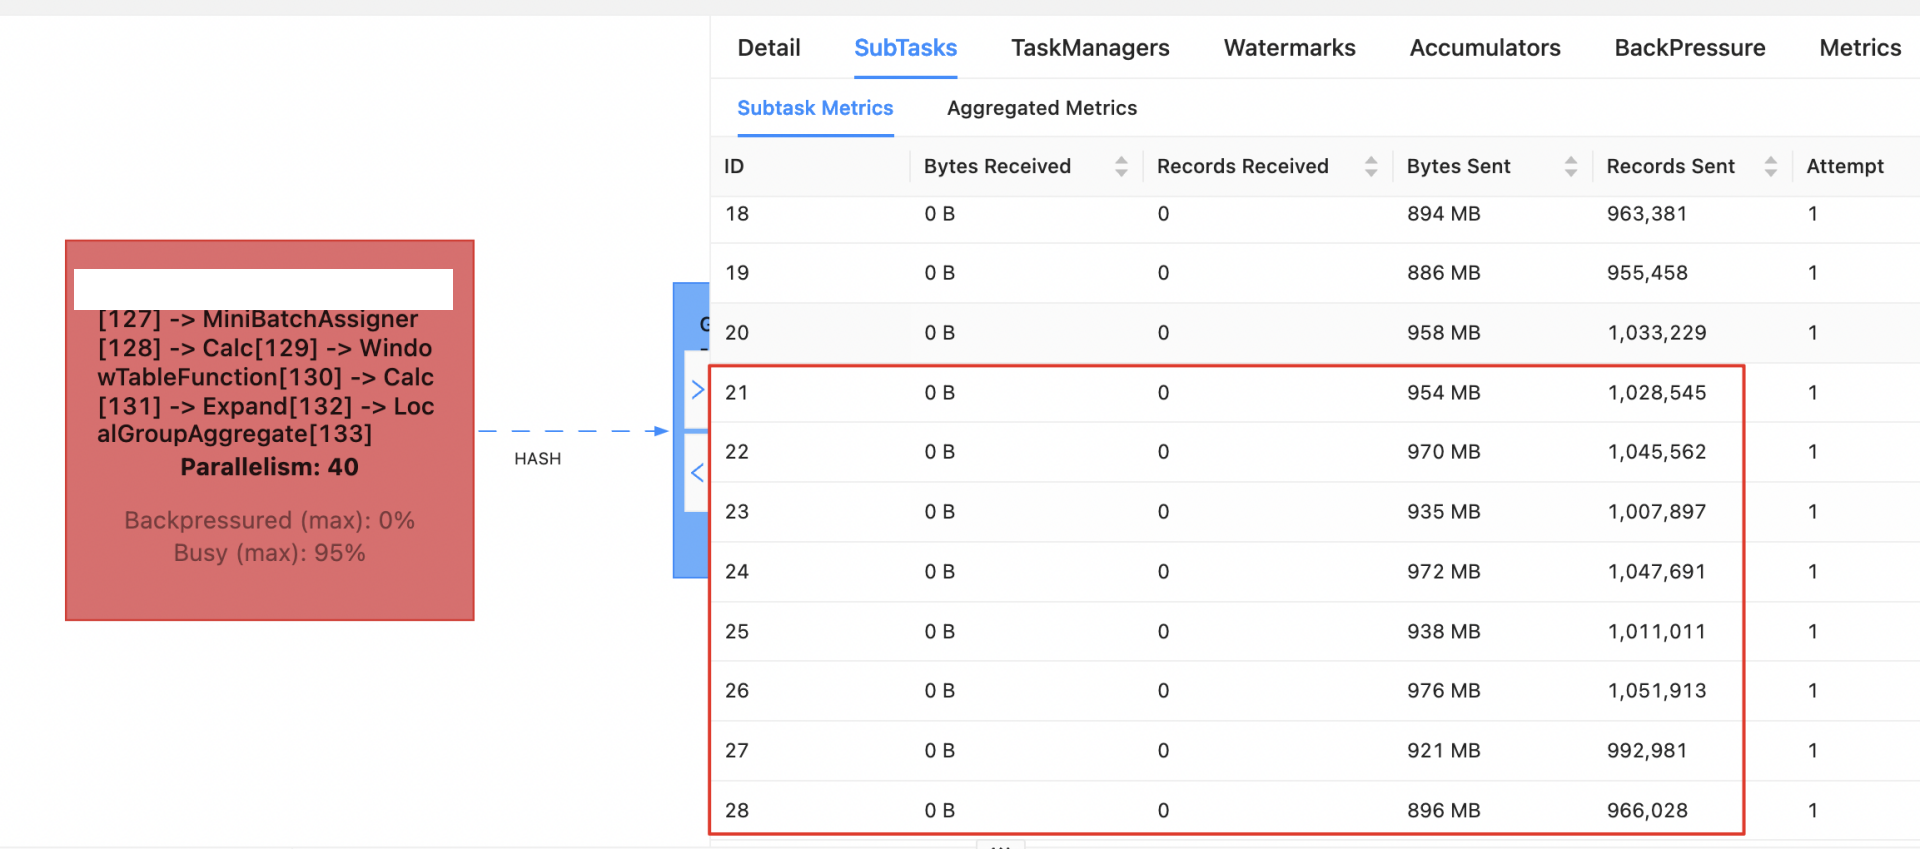 Detail SubTasks TaskManagers Watermarks Accumulators BackPressure Metrics
Subtask Metrics Aggregated Metrics
ID Bytes Received Records Received Bytes Sent Records Sent Attempt
18 0 B 0 894 MB 963,381 1
19 0 B 0 886 MB 955,458 1
20 0 B 0 958 MB 1,033,229 1
21 0 B 0 954 MB 1,028,545 1
22 0 B 0 970 MB 1,045,562 1
23 0 B 0 935 MB 1,007,897 1
24 0 B 0 972 MB 1,047,691 1
25 0 B 0 938 MB 1,011,011 1
26 0 B 0 976 MB 1,051,913 1
27 0 B 0 921 MB 992,981 1
28 0 B 0 896 MB 966,028 1
[127] -> MiniBatchAssigner
[128] -> Calc[129] -> Windo
wTableFunction[130] -> Calc
[131] -> Expand[132] -> Loc
alGroupAggregate[133]
Parallelism: 40
Backpressured (max): 0%
Busy (max): 95%
HASH